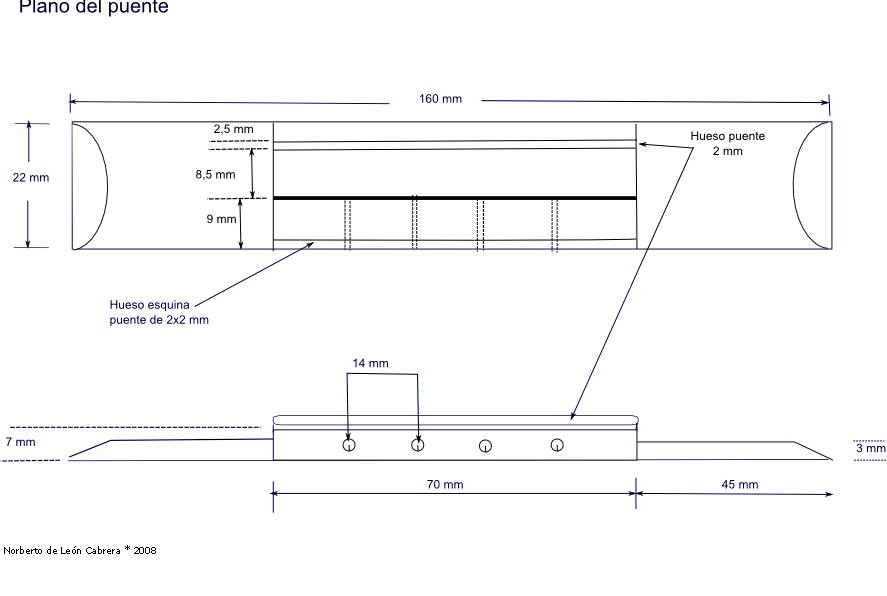 Plano del puente
160 mm
2,5 mm
Hueso puente
2 mm
8,5 mm
22 mm
9 mm
Hueso esquina
puente de 2x2 mm
14 mm
7 mm
3 mm
70 mm
45 mm
Norberto de León Cabrera * 2008